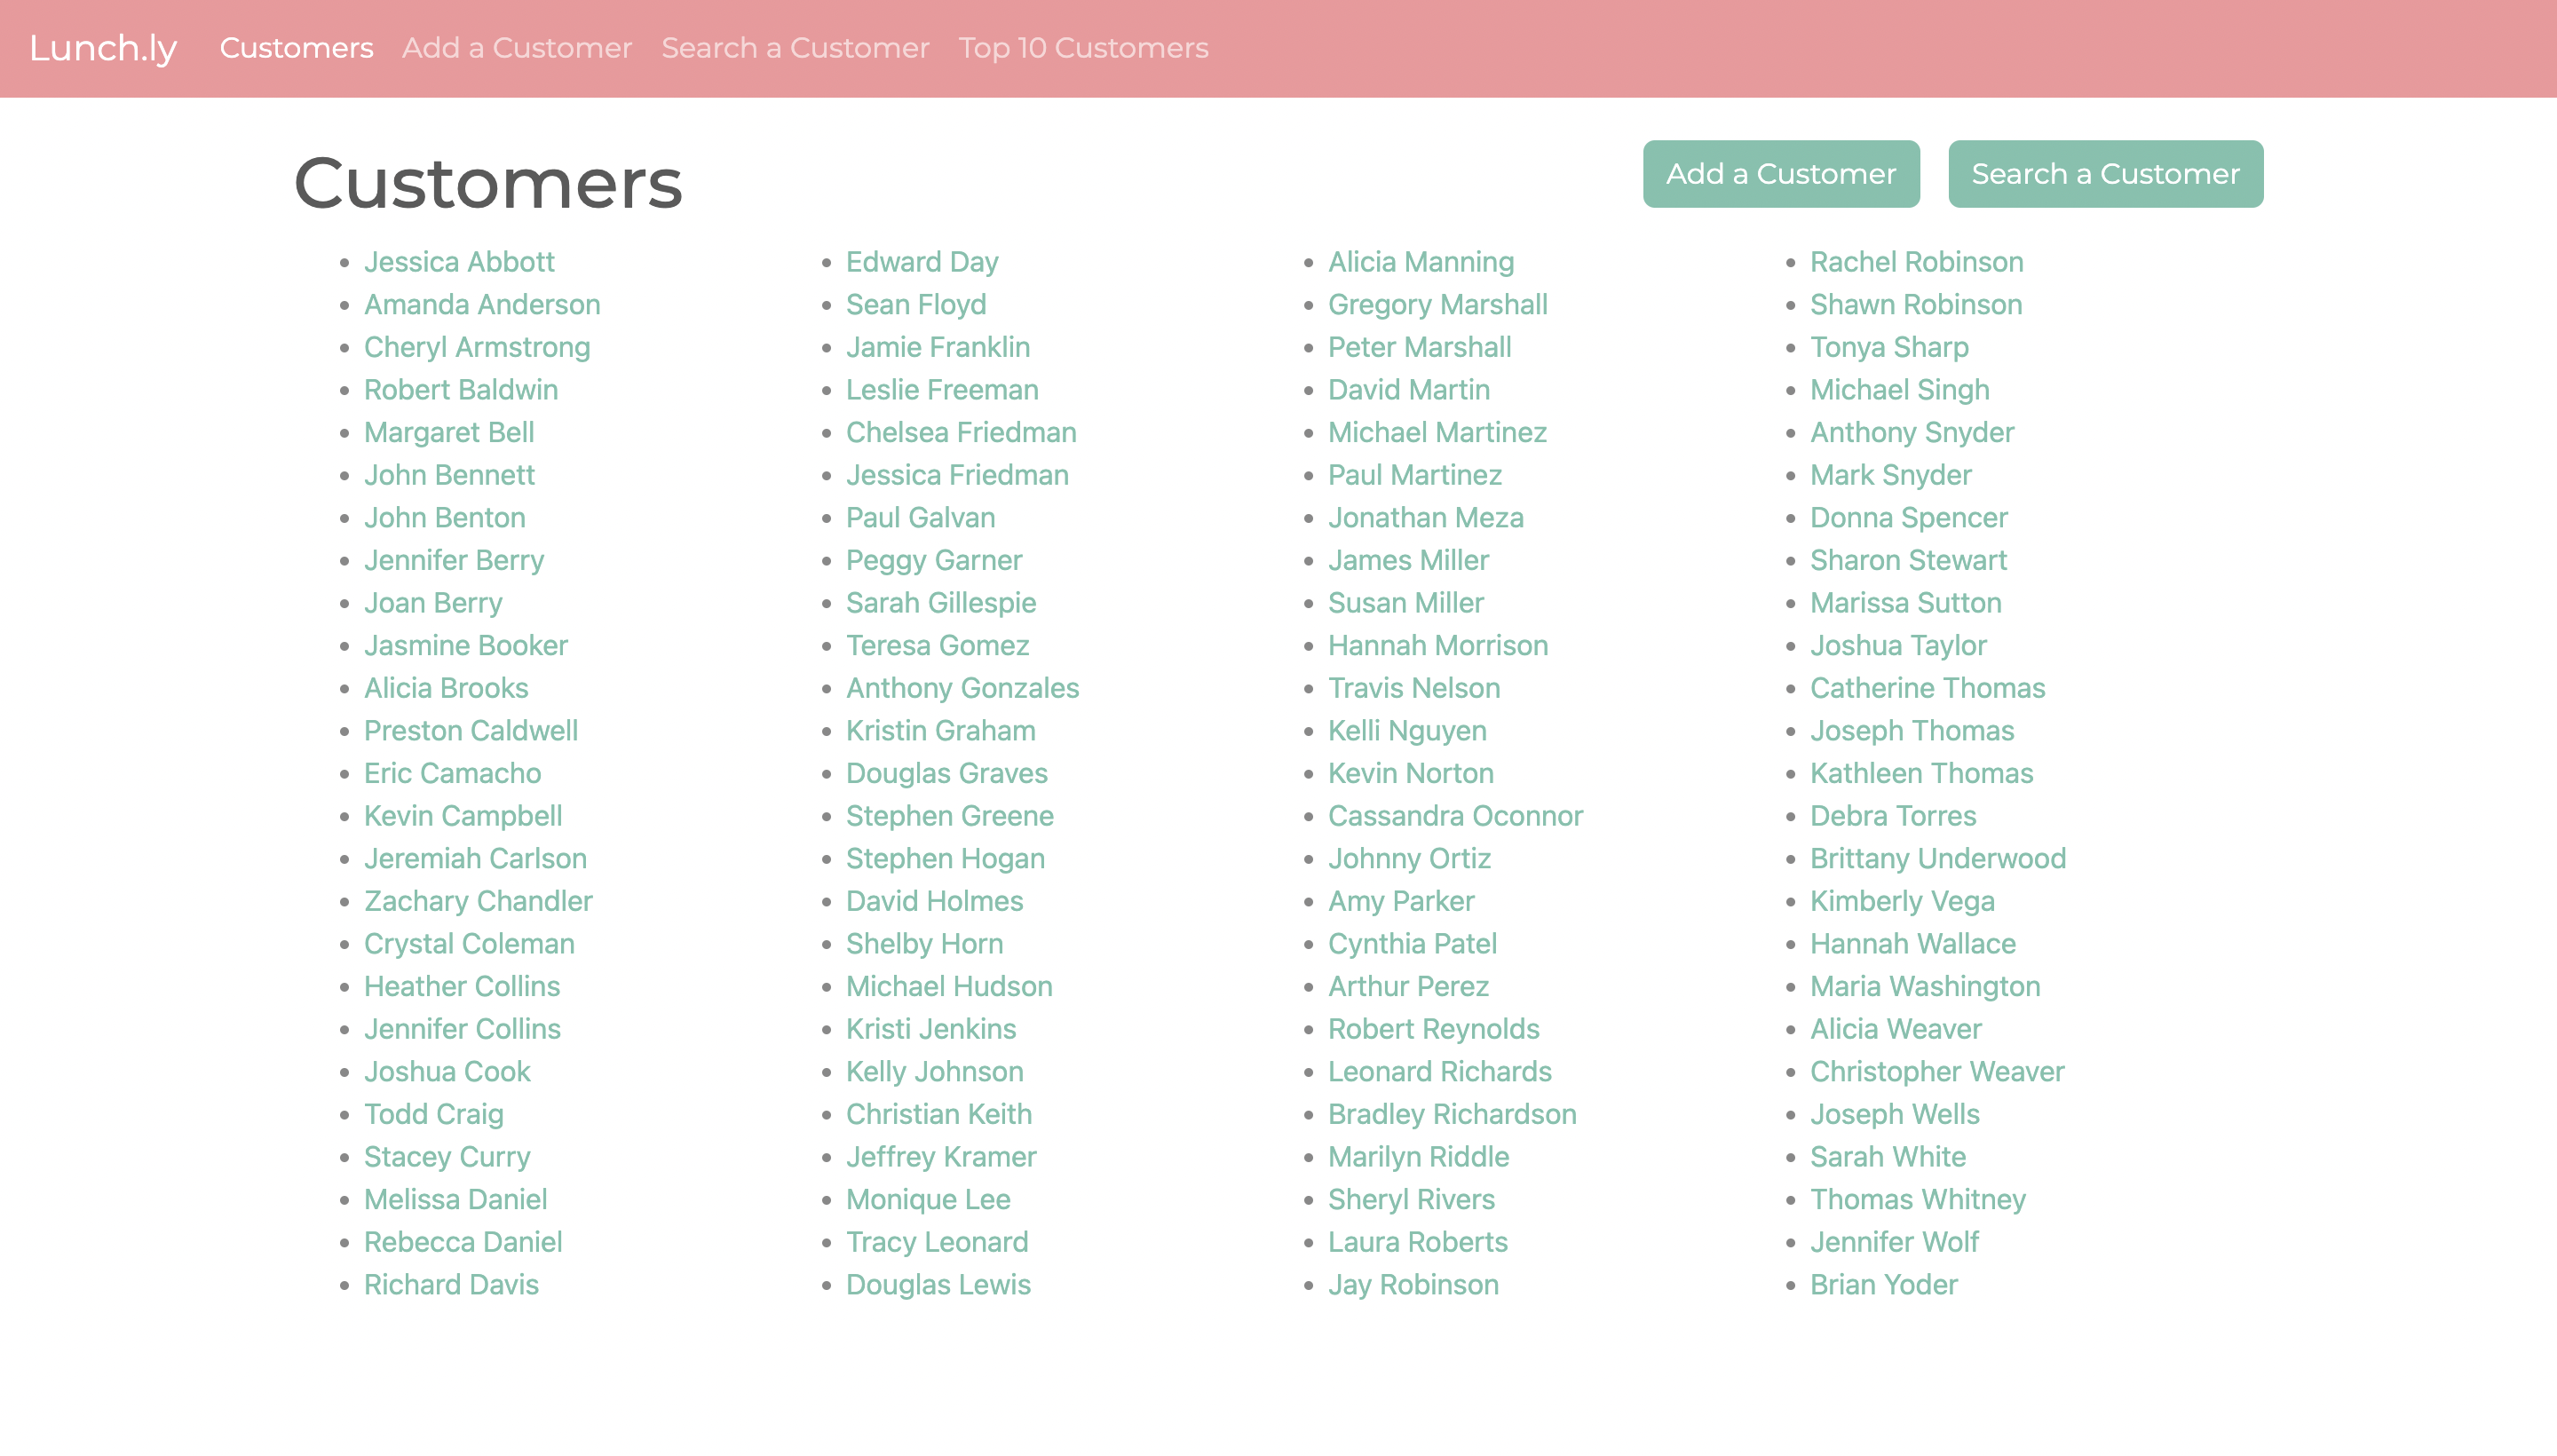 Lunch.ly Customers Add a Customer Search a Customer Top 10 Customers
Customers
Add a Customer Search a Customer
Jessica Abbott
Amanda Anderson
Cheryl Armstrong
Robert Baldwin
Margaret Bell
John Bennett
John Benton
Jennifer Berry
Joan Berry
Jasmine Booker
Alicia Brooks
Preston Caldwell
Eric Camacho
Kevin Campbell
Jeremiah Carlson
Zachary Chandler
Crystal Coleman
Heather Collins
Jennifer Collins
Joshua Cook
Todd Craig
Stacey Curry
Melissa Daniel
Rebecca Daniel
Richard Davis
Edward Day
Sean Floyd
Jamie Franklin
Leslie Freeman
Chelsea Friedman
Jessica Friedman
Paul Galvan
Peggy Garner
Sarah Gillespie
Teresa Gomez
Anthony Gonzales
Kristin Graham
Douglas Graves
Stephen Greene
Stephen Hogan
David Holmes
Shelby Horn
Michael Hudson
Kristi Jenkins
Kelly Johnson
Christian Keith
Jeffrey Kramer
Monique Lee
Tracy Leonard
Douglas Lewis
Alicia Manning
Gregory Marshall
Peter Marshall
David Martin
Michael Martinez
Paul Martinez
Jonathan Meza
James Miller
Susan Miller
Hannah Morrison
Travis Nelson
Kelli Nguyen
Kevin Norton
Cassandra Oconnor
Johnny Ortiz
Amy Parker
Cynthia Patel
Arthur Perez
Robert Reynolds
Leonard Richards
Bradley Richardson
Marilyn Riddle
Sheryl Rivers
Laura Roberts
Jay Robinson
Rachel Robinson
Shawn Robinson
Tonya Sharp
Michael Singh
Anthony Snyder
Mark Snyder
Donna Spencer
Sharon Stewart
Marissa Sutton
Joshua Taylor
Catherine Thomas
Joseph Thomas
Kathleen Thomas
Debra Torres
Brittany Underwood
Kimberly Vega
Hannah Wallace
Maria Washington
Alicia Weaver
Christopher Weaver
Joseph Wells
Sarah White
Thomas Whitney
Jennifer Wolf
Brian Yoder